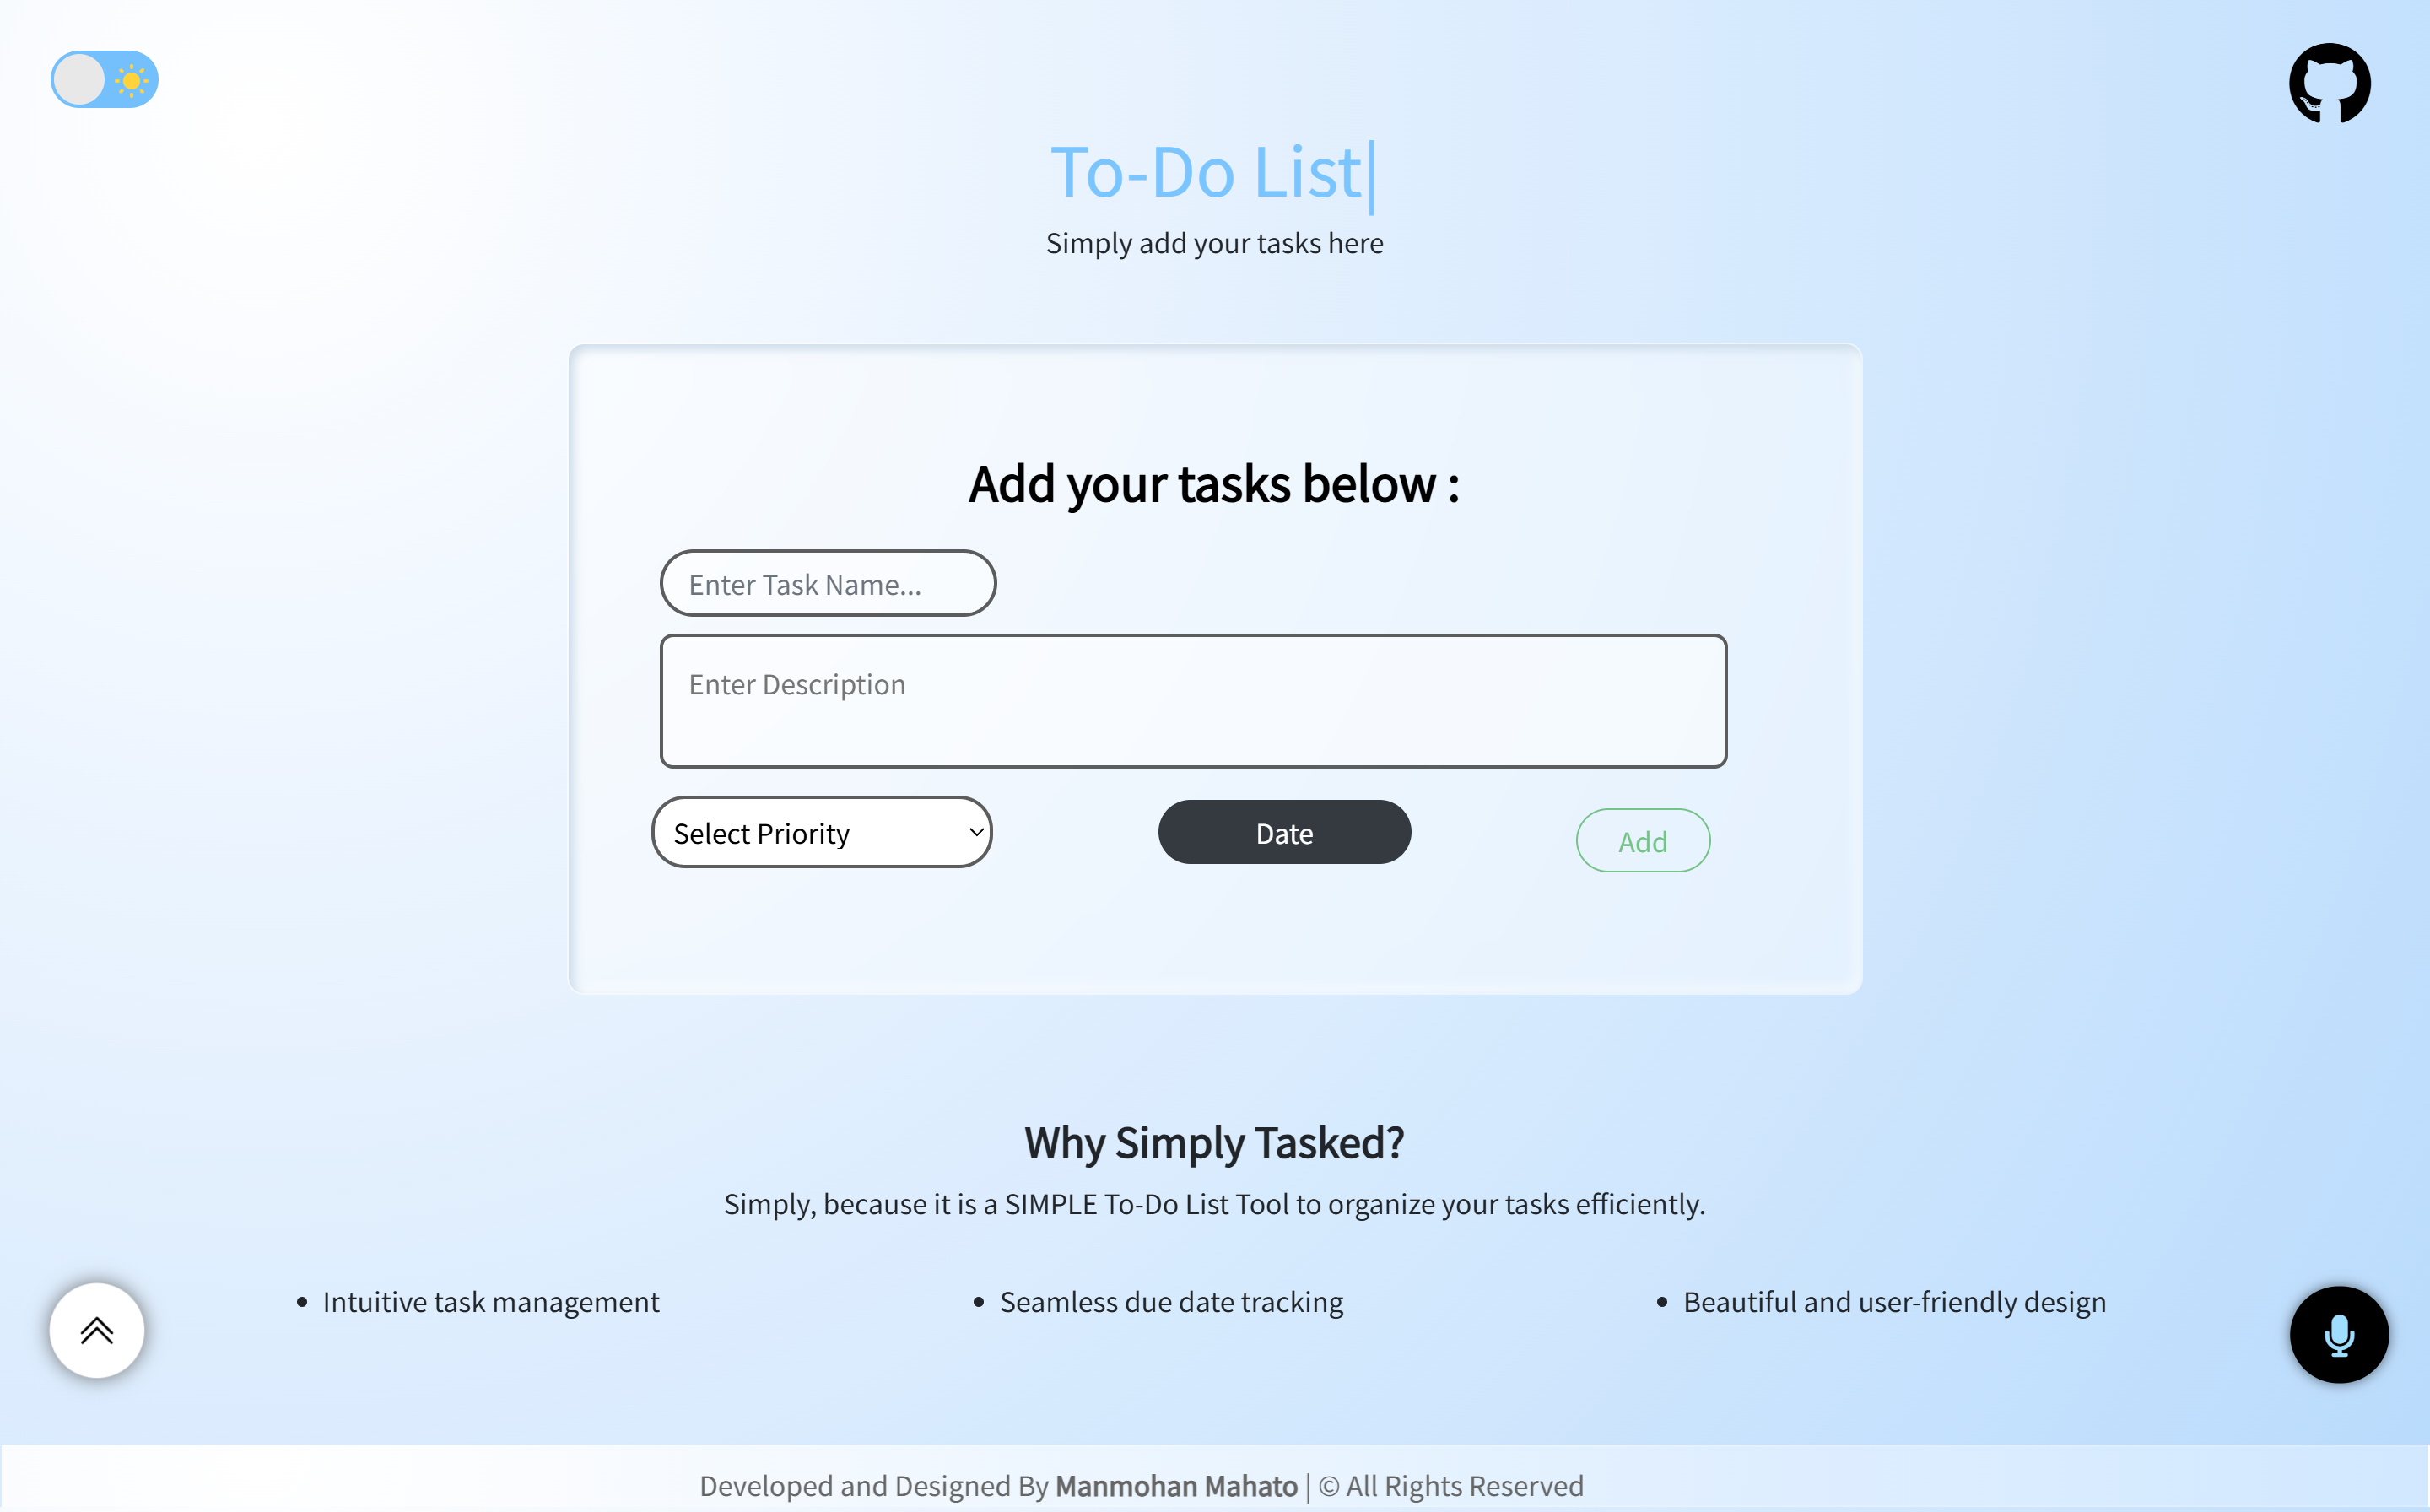 To-Do List|
Simply add your tasks here
Add your tasks below :
Enter Task Name...
Enter Description
Select Priority
Date
Add
Why Simply Tasked?
Simply, because it is a SIMPLE To-Do List Tool to organize your tasks efficiently.
Intuitive task management
Seamless due date tracking
Beautiful and user-friendly design
Developed and Designed By Manmohan Mahato | © All Rights Reserved